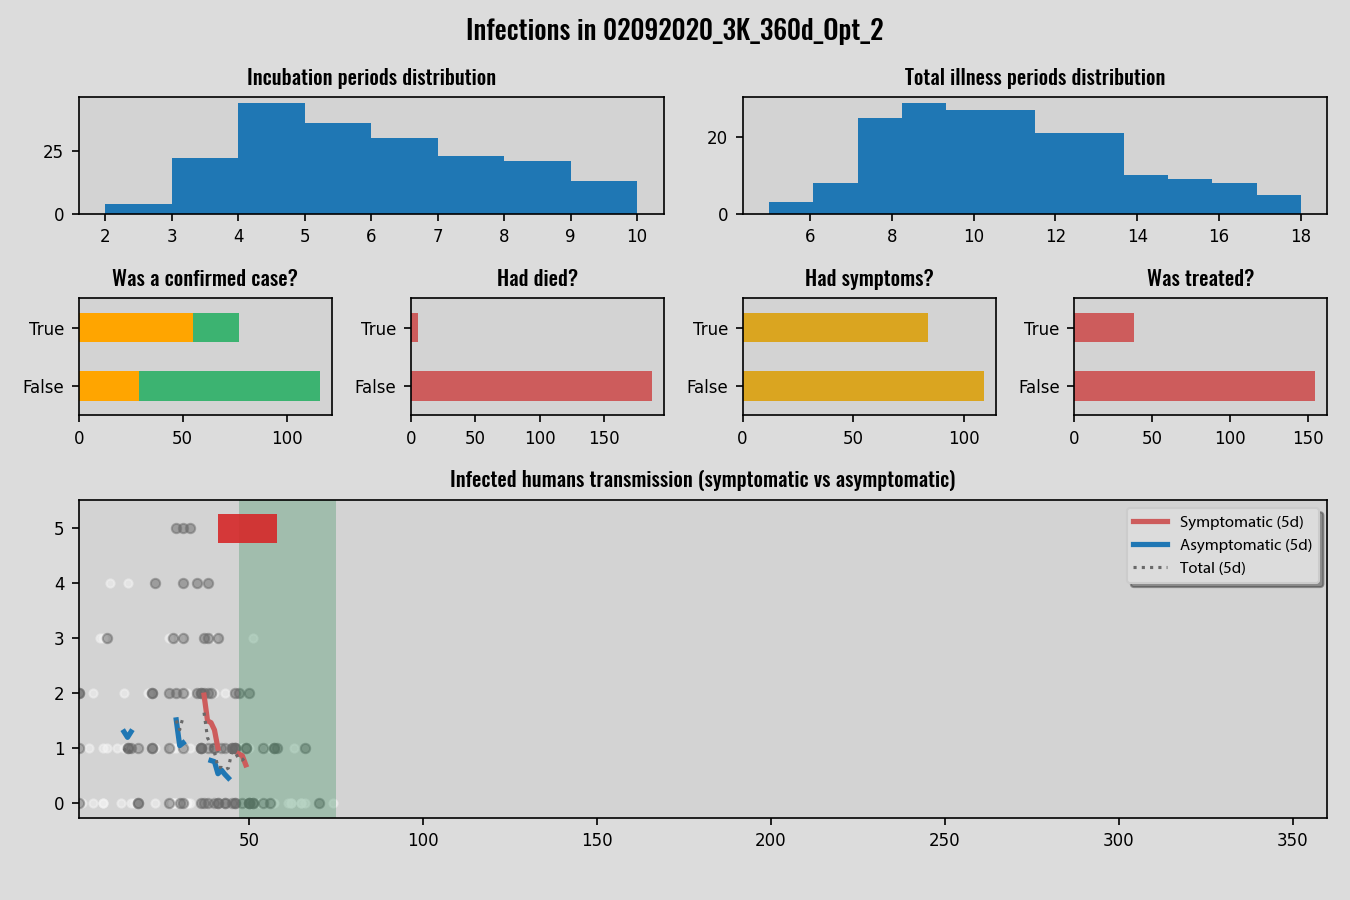 Infections in 02092020_3K_360d_Opt_2
Incubation periods distribution
Total illness periods distribution
25
0
2 3 4 5 6 7 8 9 10
20
0
6 8 10 12 14 16 18
Was a confirmed case?
Had died?
Had symptoms?
Was treated?
True
False
0 50 100
True
False
0 50 100 150
True
False
0 50 100
True
False
0 50 100 150
Infected humans transmission (symptomatic vs asymptomatic)
5
4
3
2
1
0
50 100 150 200 250 300 350
Symptomatic (5d)
Asymptomatic (5d)
Total (5d)